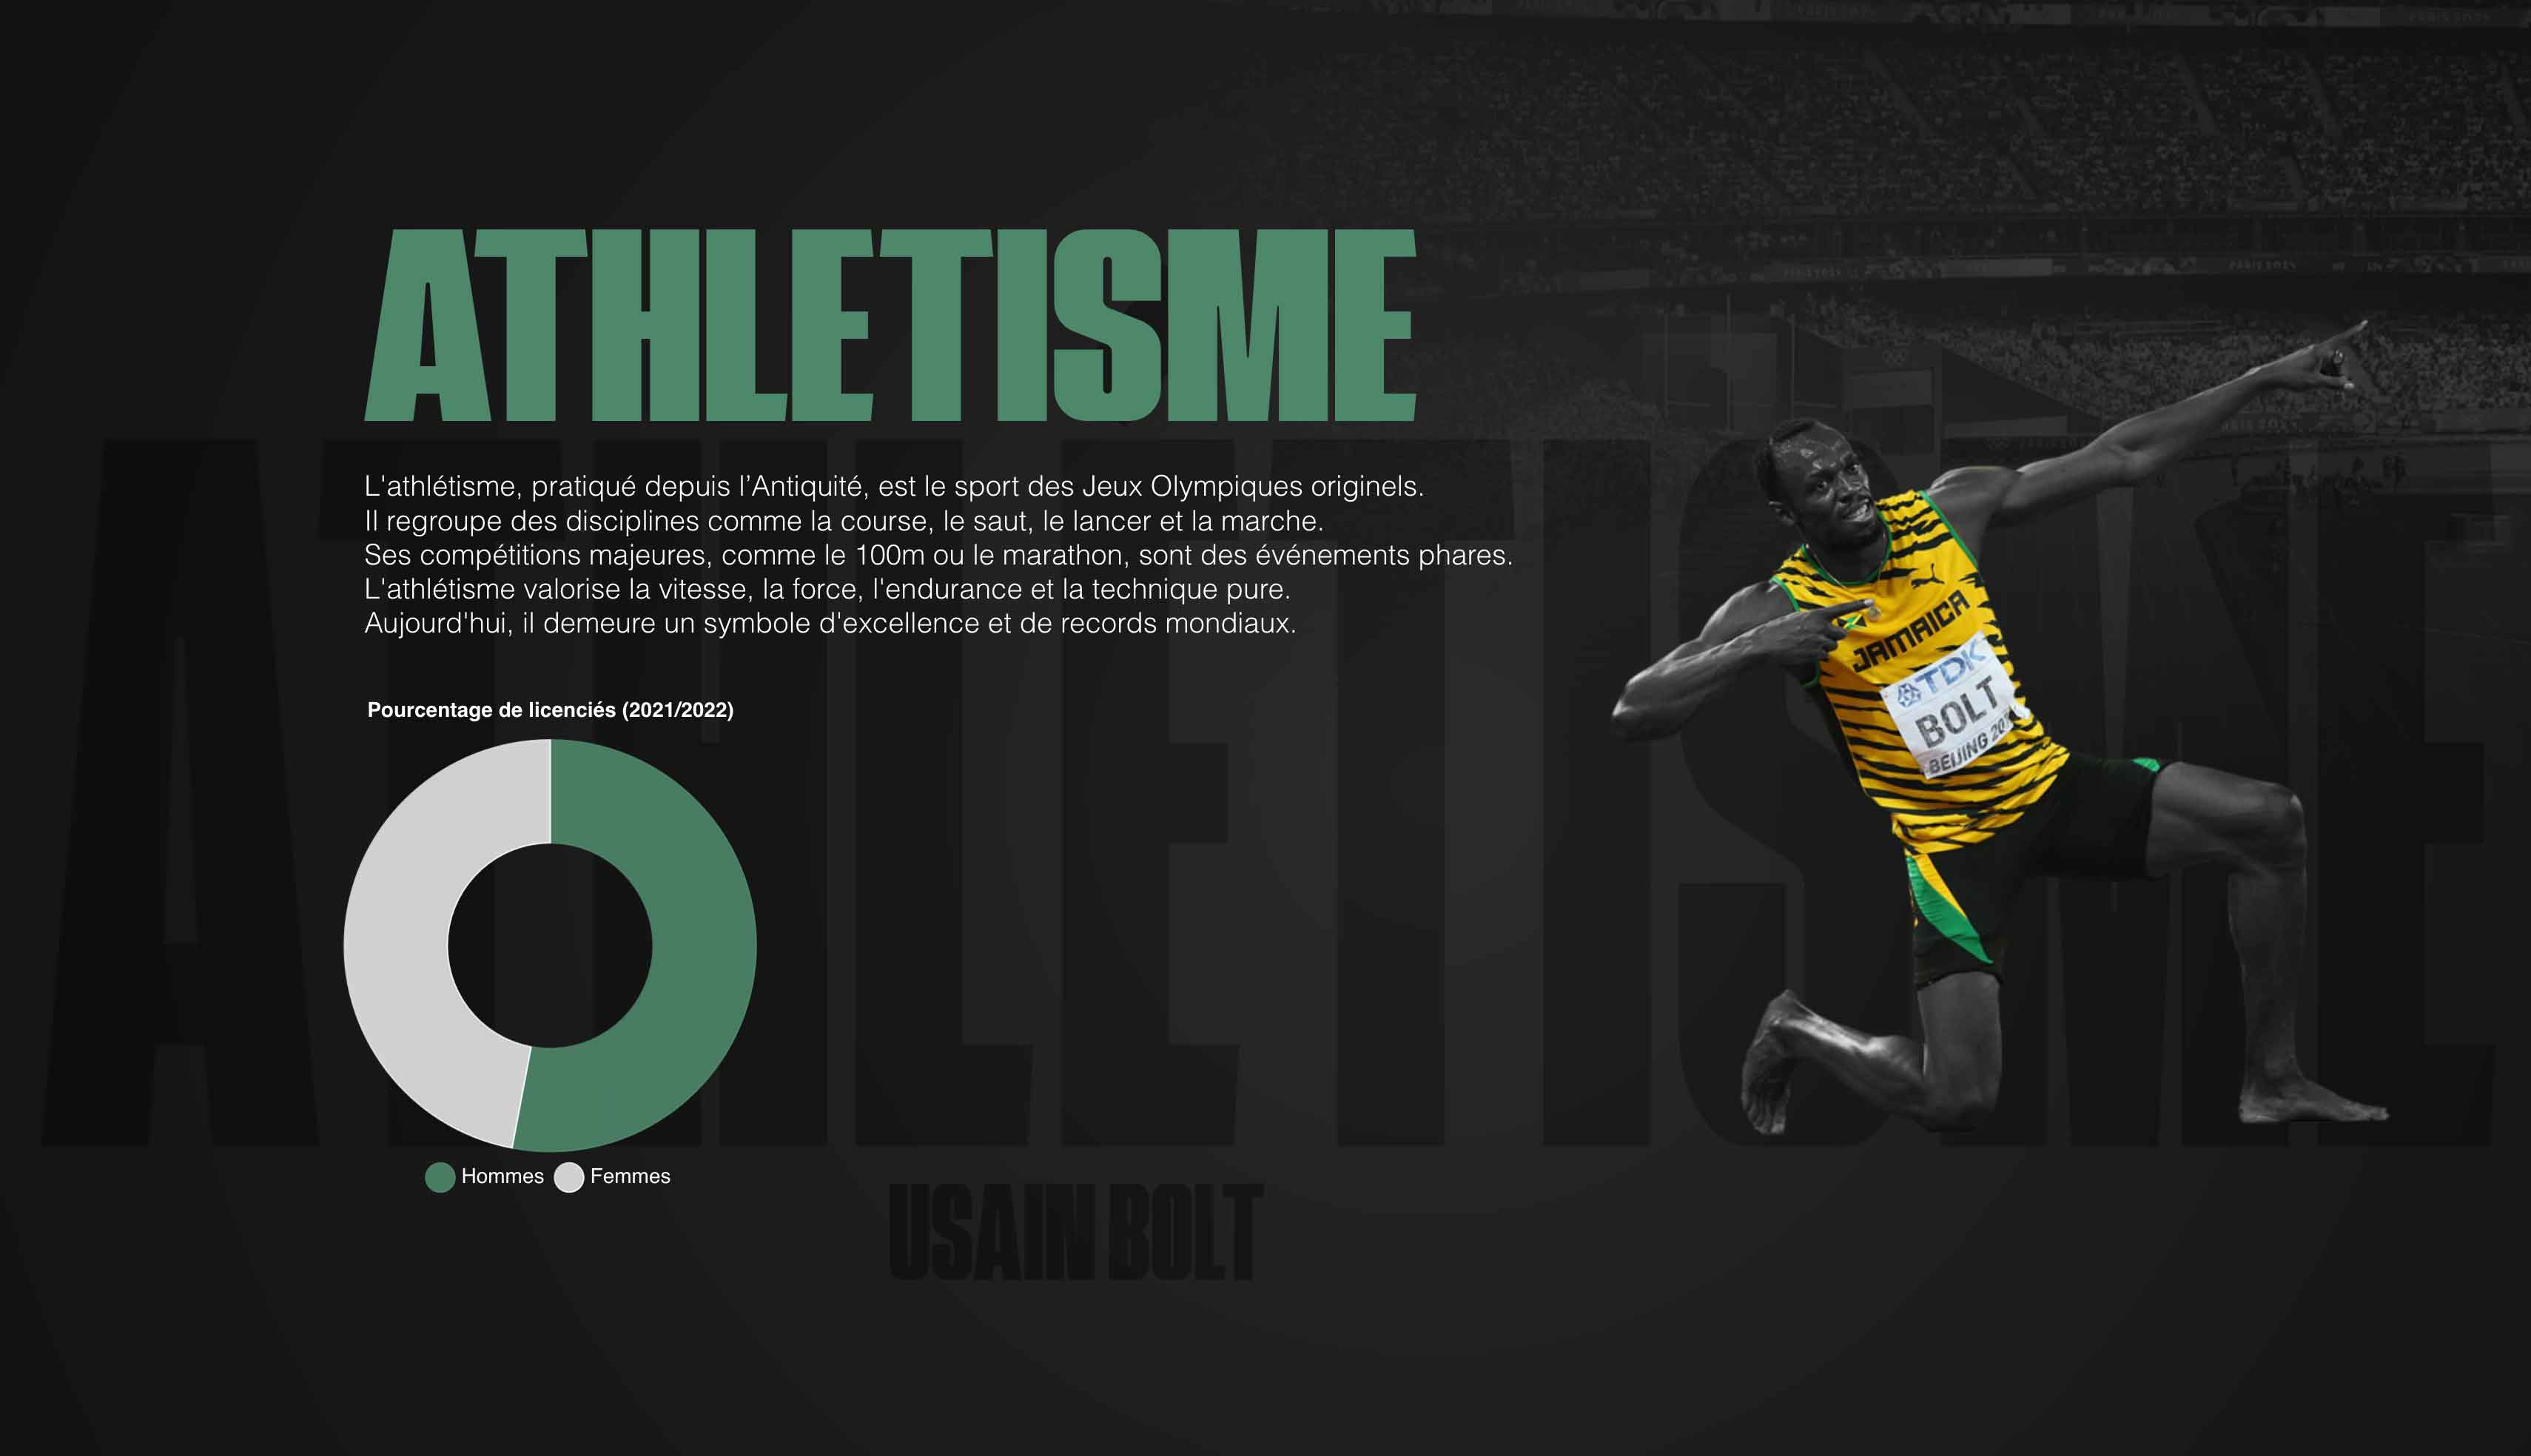 ATHLETISME
L'athlétisme, pratiqué depuis l’Antiquité, est le sport des Jeux Olympiques originels.
Il regroupe des disciplines comme la course, le saut, le lancer et la marche.
Ses compétitions majeures, comme le 100m ou le marathon, sont des événements phares.
L'athlétisme valorise la vitesse, la force, l'endurance et la technique pure.
Aujourd'hui, il demeure un symbole d'excellence et de records mondiaux.
Pourcentage de licenciés (2021/2022)
Hommes
Femmes
ATHLETISME
USAIN BOLT
JAMAICA
TDK
BOLT
BEIJING